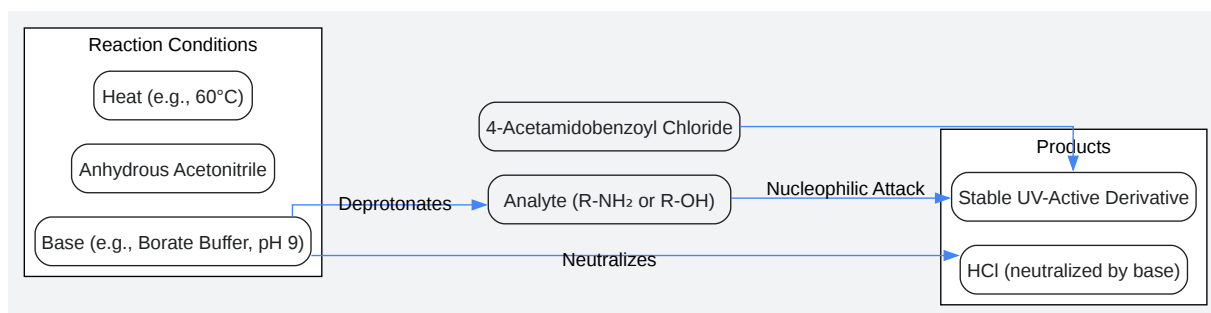 Reaction Conditions
Heat (e.g., 60°C)
Anhydrous Acetonitrile
Base (e.g., Borate Buffer, pH 9)
Deprotonates
Neutralizes
4-Acetamidobenzoyl Chloride
Analyte (R-NH₂ or R-OH)
Nucleophilic Attack
Products
Stable UV-Active Derivative
HCl (neutralized by base)